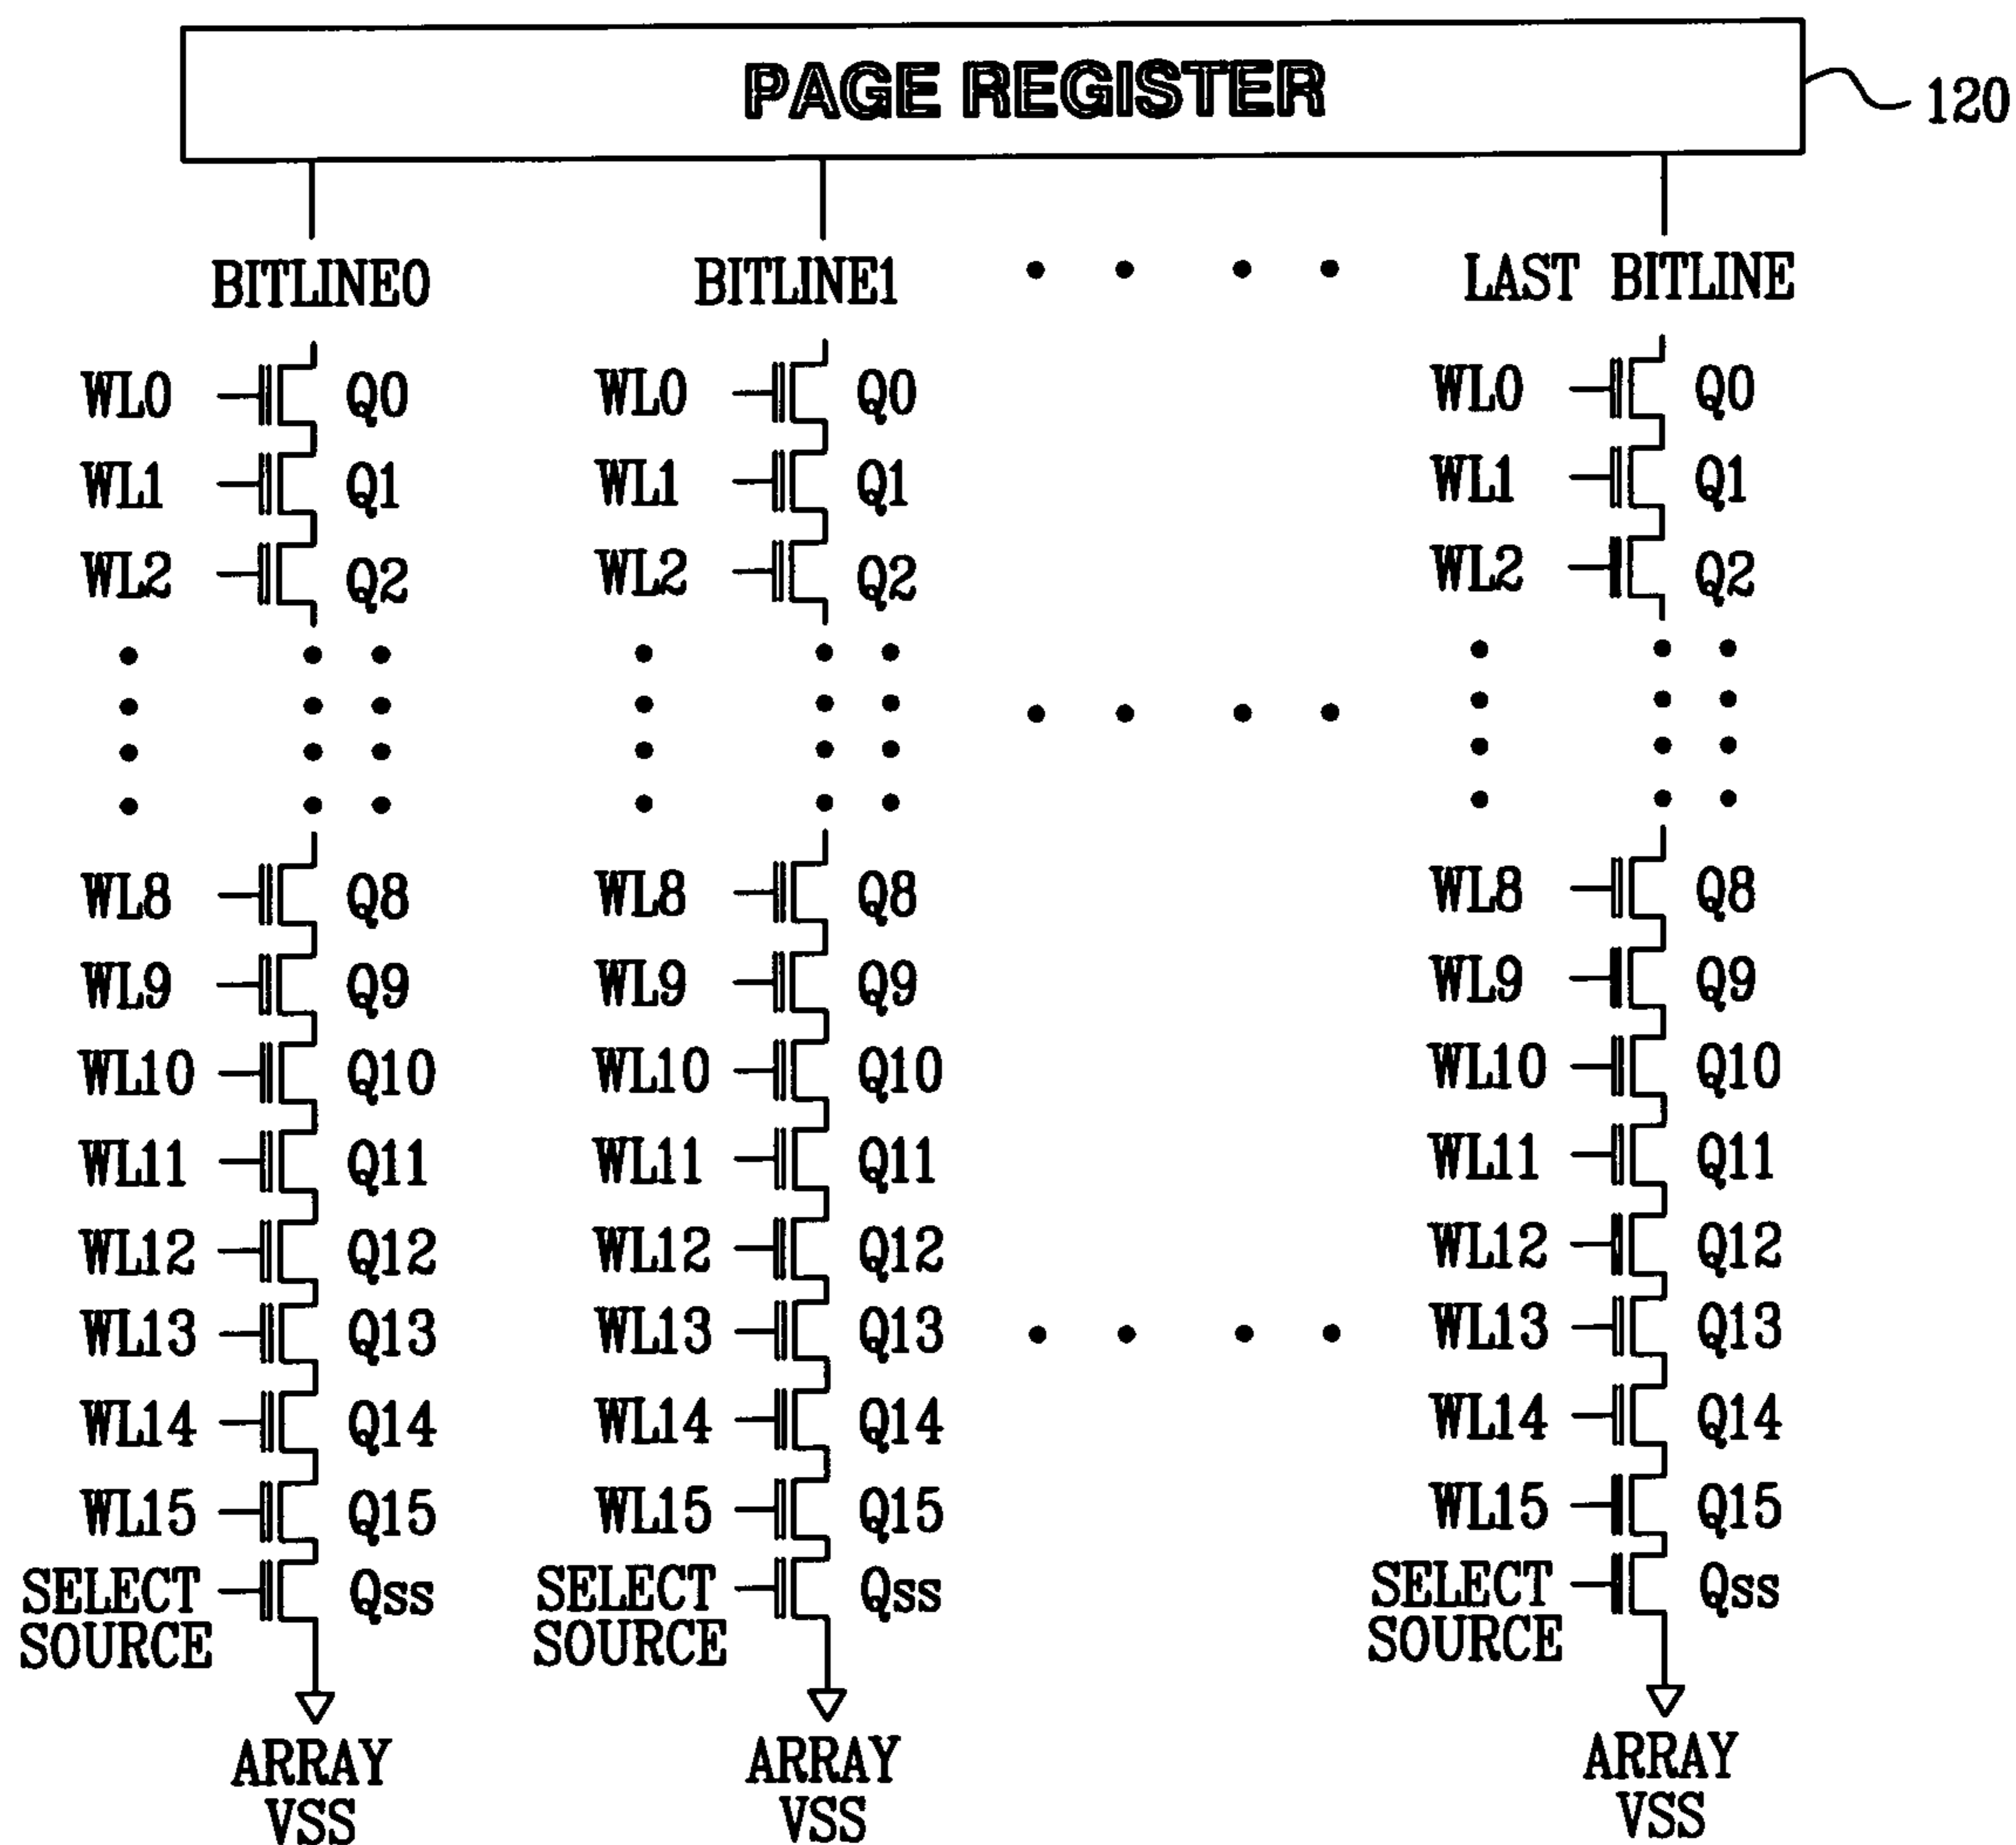 PAGE REGISTER
120
BITLINE0 BITLINE1 LAST BITLINE
WL0 Q0 WL0 Q0 WL0 Q0
WL1 Q1 WL1 Q1 WL1 Q1
WL2 Q2 WL2 Q2 WL2 Q2
WL8 Q8 WL8 Q8 WL8 Q8
WL9 Q9 WL9 Q9 WL9 Q9
WL10 Q10 WL10 Q10 WL10 Q10
WL11 Q11 WL11 Q11 WL11 Q11
WL12 Q12 WL12 Q12 WL12 Q12
WL13 Q13 WL13 Q13 WL13 Q13
WL14 Q14 WL14 Q14 WL14 Q14
WL15 Q15 WL15 Q15 WL15 Q15
SELECT Qss SELECT Qss SELECT Qss
SOURCE SOURCE SOURCE
ARRAY ARRAY ARRAY
VSS VSS VSS